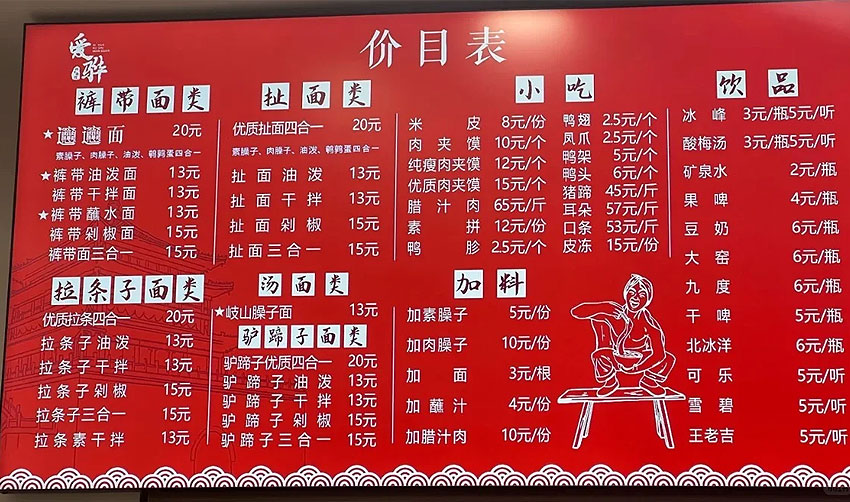 爱
骅
价目表
裤带面类
★𰻞𰻞面 20元
素臊子、肉臊子、油泼、鹌鹑蛋四合一
★裤带油泼面 13元
裤带干拌面 13元
★裤带蘸水面 13元
裤带剁椒面 15元
裤带面三合一 15元
扯面类
优质扯面四合一 20元
素臊子、肉臊子、油泼、鹌鹑蛋四合一
扯面油泼 13元
扯面干拌 13元
扯面剁椒 15元
扯面三合一 15元
小吃
米皮 8元/份
肉夹馍 10元/个
纯瘦肉夹馍 12元/个
优质肉夹馍 15元/个
腊汁肉 65元/斤
素拼 12元/份
鸭胗 2.5元/个
鸭翅 2.5元/个
凤爪 2.5元/个
鸭架 5元/个
鸭头 6元/个
猪蹄 45元/斤
耳朵 57元/斤
口条 53元/斤
皮冻 15元/份
饮品
冰峰 3元/瓶5元/听
酸梅汤 3元/瓶5元/听
矿泉水 2元/瓶
果啤 4元/瓶
豆奶 6元/瓶
大窑 6元/瓶
九度 6元/瓶
干啤 5元/瓶
北冰洋 6元/瓶
可乐 5元/听
雪碧 5元/听
王老吉 5元/听
拉条子面类
优质拉条四合一 20元
拉条子油泼 13元
拉条子干拌 13元
拉条子剁椒 15元
拉条子三合一 15元
拉条素干拌 13元
汤面类
★岐山臊子面 13元
驴蹄子面类
驴蹄子优质四合一 20元
驴蹄子油泼 13元
驴蹄子干拌 13元
驴蹄子剁椒 15元
驴蹄子三合一 15元
加料
加素臊子 5元/份
加肉臊子 10元/份
加面 3元/根
加蘸汁 4元/份
加腊汁肉 10元/份